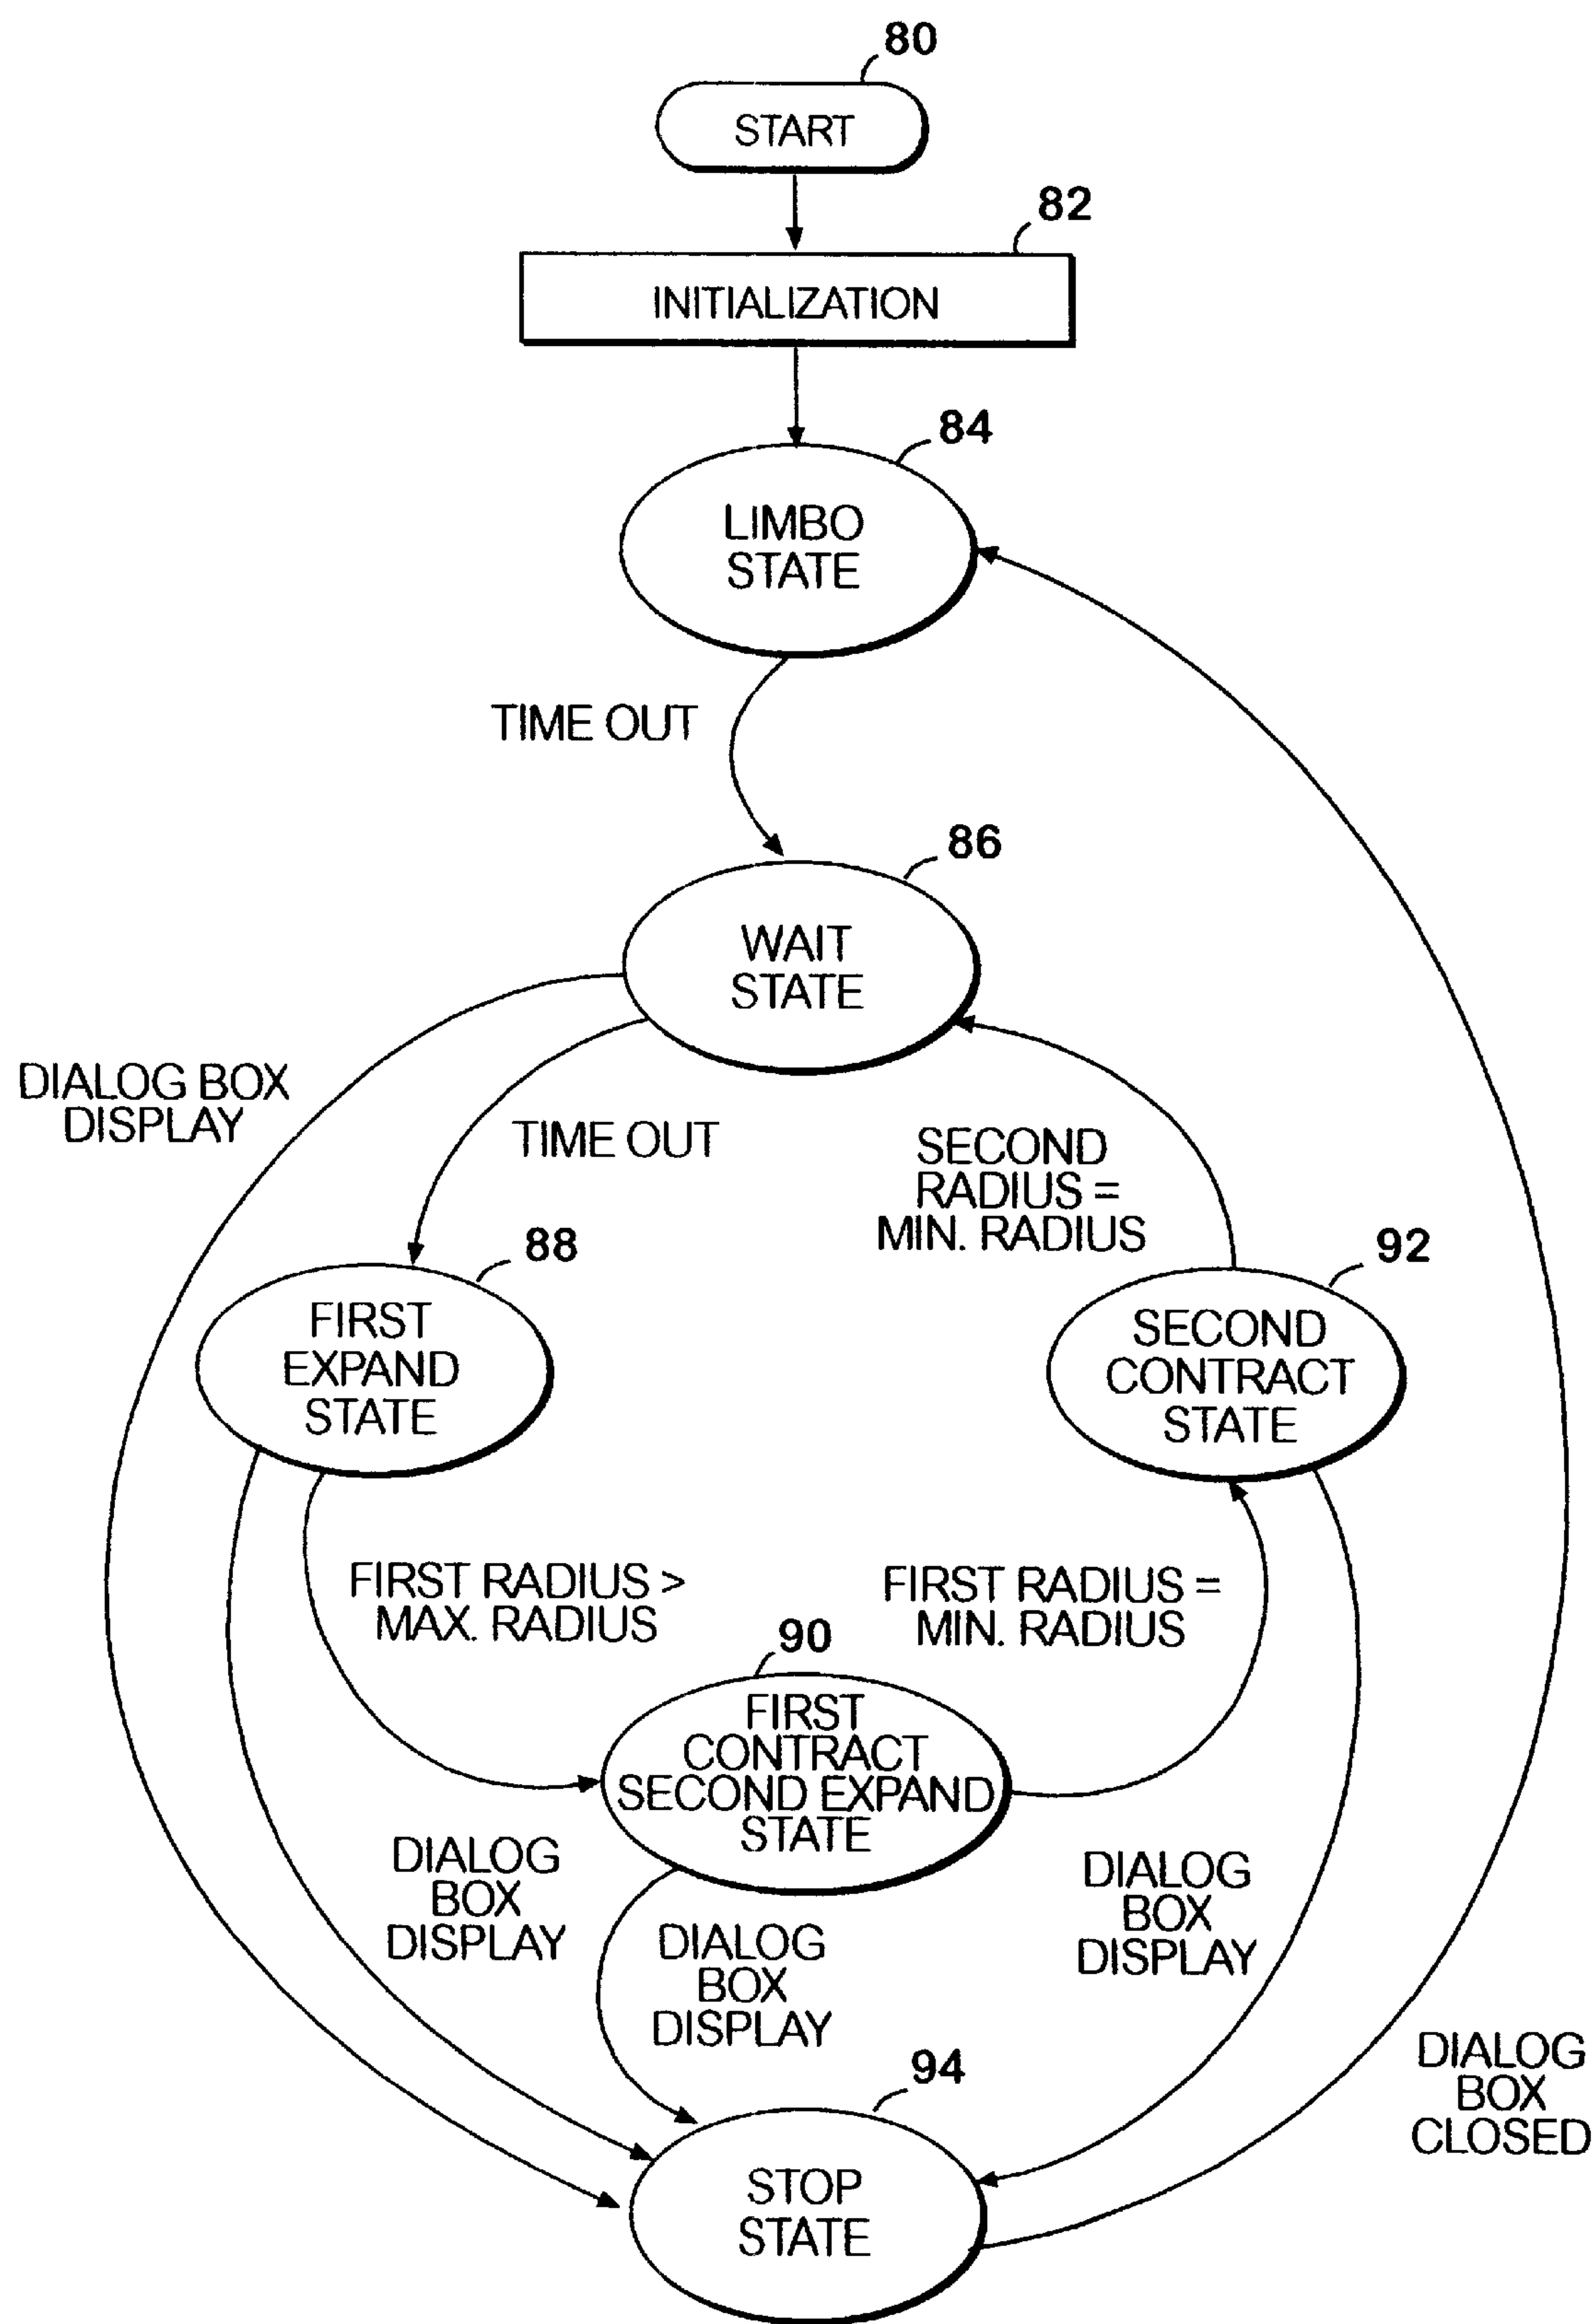 80
START
82
INITIALIZATION
84
LIMBO
STATE
TIME OUT
86
WAIT
STATE
DIALOG BOX
DISPLAY
TIME OUT
SECOND
RADIUS =
MIN. RADIUS
88
FIRST
EXPAND
STATE
92
SECOND
CONTRACT
STATE
FIRST RADIUS >
MAX. RADIUS
FIRST RADIUS =
MIN. RADIUS
90
FIRST
CONTRACT
SECOND EXPAND
STATE
DIALOG
BOX
DISPLAY
DIALOG
BOX
DISPLAY
DIALOG
BOX
DISPLAY
94
STOP
STATE
DIALOG
BOX
CLOSED